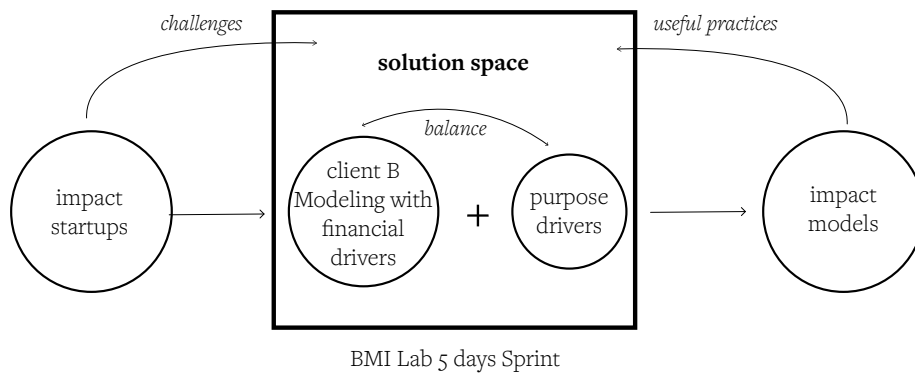 challenges
useful practices
solution space
balance
impact
startups
client B
Modeling with
financial
drivers
+
purpose
drivers
impact
models
BMI Lab 5 days Sprint